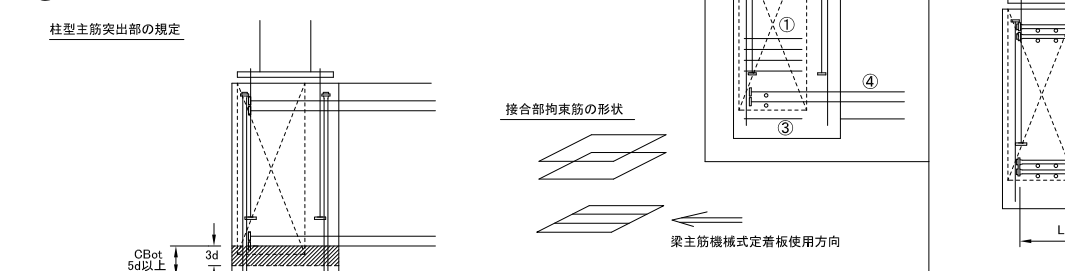 柱型主筋突出部の規定
①
④
接合部拘束筋の形状
③
梁主筋機械式定着板使用方向
CBot
5d以上
3d
L